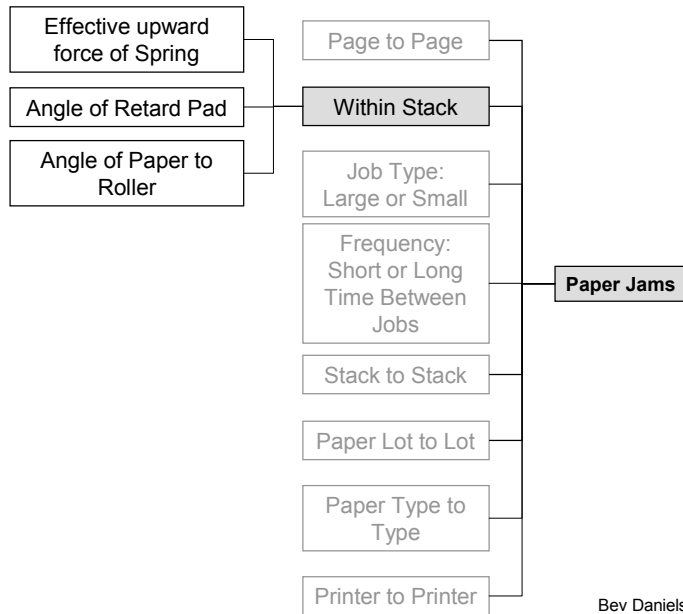 Effective upward
force of Spring
Angle of Retard Pad
Angle of Paper to
Roller
Page to Page
Within Stack
Job Type:
Large or Small
Frequency:
Short or Long
Time Between
Jobs
Stack to Stack
Paper Lot to Lot
Paper Type to
Type
Printer to Printer
Paper Jams
Bev Daniels